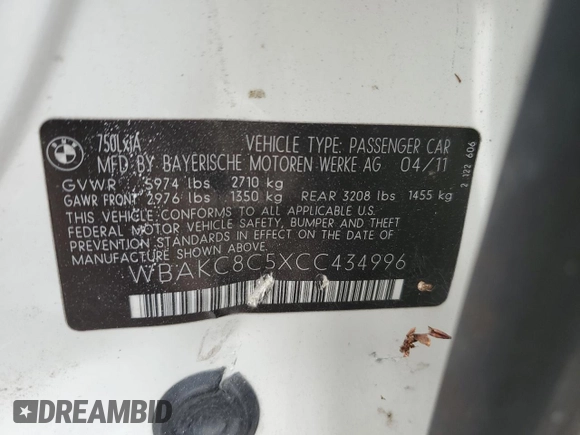 BMW
750LxiA VEHICLE TYPE: PASSENGER CAR
MFD BY BAYERISCHE MOTOREN WERKE AG 04/11
GVWR 5974 lbs 2710 kg
GAWR FRONT 2976 lbs 1350 kg REAR 3208 lbs 1455 kg
THIS VEHICLE CONFORMS TO ALL APPLICABLE U.S.
FEDERAL MOTOR VEHICLE SAFETY, BUMPER AND THEFT
PREVENTION STANDARDS IN EFFECT ON THE DATE OF
MANUFACTURE SHOWN ABOVE.
WBAKC8C5XCC434996
2 122 606
DREAMBID